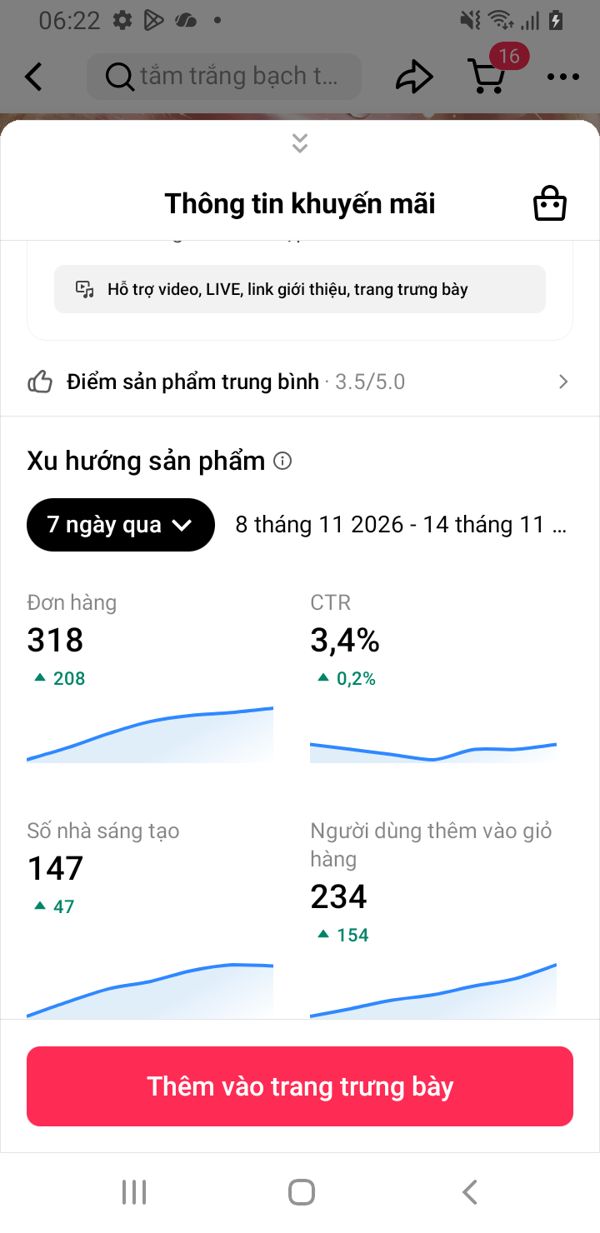 06:22
16
tắm trắng bạch t...
Thông tin khuyến mãi
Hỗ trợ video, LIVE, link giới thiệu, trang trưng bày
Điểm sản phẩm trung bình · 3.5/5.0
Xu hướng sản phẩm
7 ngày qua
8 tháng 11 2026 - 14 tháng 11 ...
Đơn hàng
318
208
CTR
3,4%
0,2%
Số nhà sáng tạo
147
47
Người dùng thêm vào giỏ
hàng
234
154
Thêm vào trang trưng bày